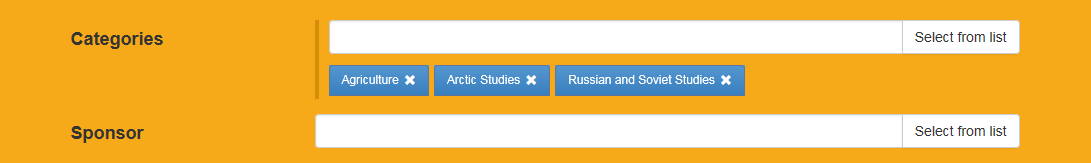 Categories
Select from list
Agriculture
Arctic Studies
Russian and Soviet Studies
Sponsor
Select from list